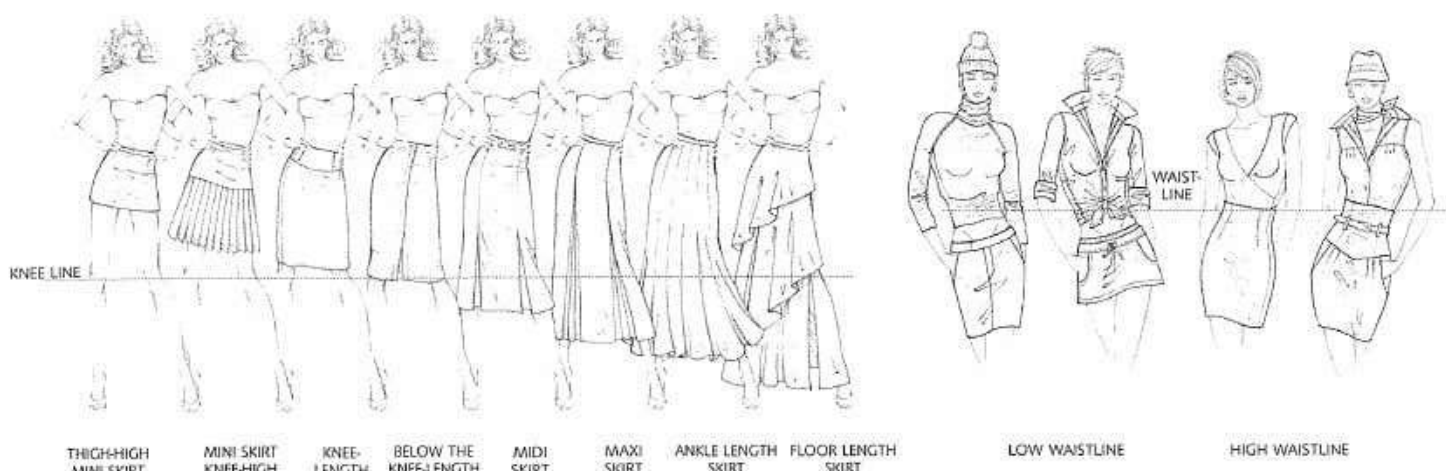 KNEE LINE
WAIST-
LINE
THIGH-HIGH
MINI SKIRT
MINI SKIRT
KNEE-HIGH
KNEE-
LENGTH
BELOW THE
KNEE-LENGTH
MIDI
SKIRT
MAXI
SKIRT
ANKLE LENGTH
SKIRT
FLOOR LENGTH
SKIRT
LOW WAISTLINE
HIGH WAISTLINE